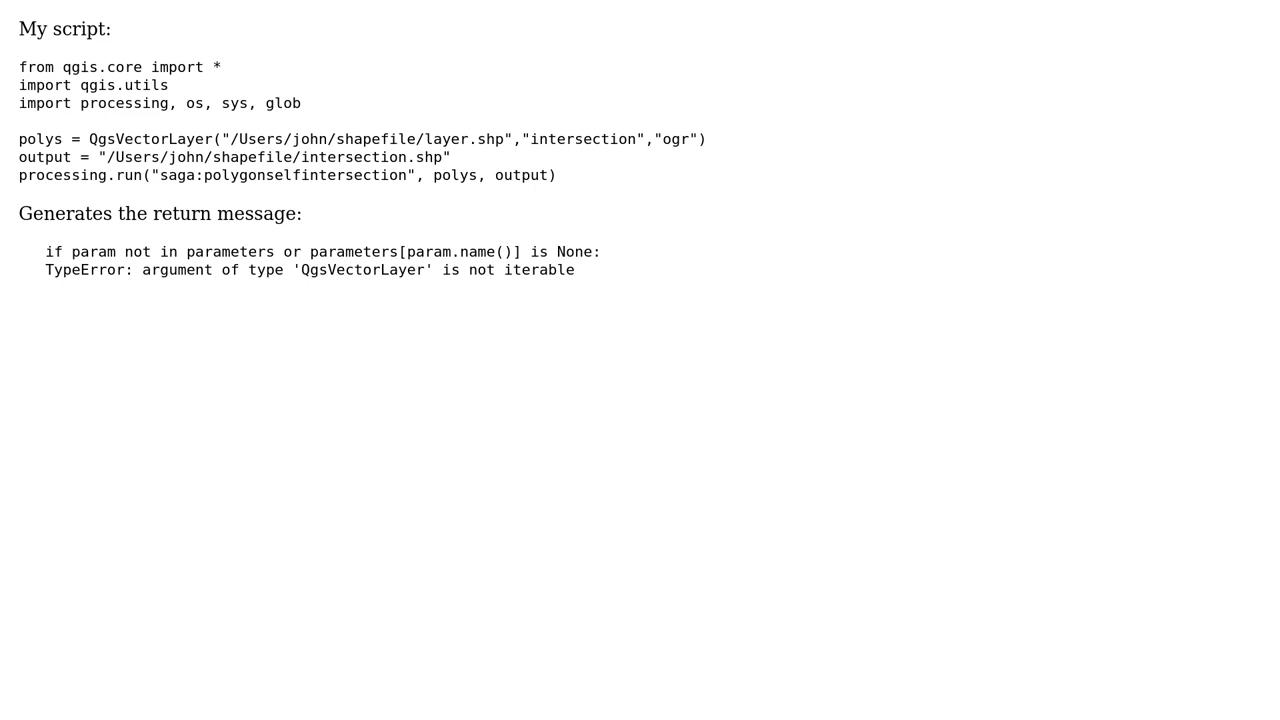 My script:
from qgis.core import *
import qgis.utils
import processing, os, sys, glob
polys = QgsVectorLayer("/Users/john/shapefile/layer.shp","intersection","ogr")
output = "/Users/john/shapefile/intersection.shp"
processing.run("saga:polygonselfintersection", polys, output)
Generates the return message:
if param not in parameters or parameters[param.name()] is None:
TypeError: argument of type 'QgsVectorLayer' is not iterable